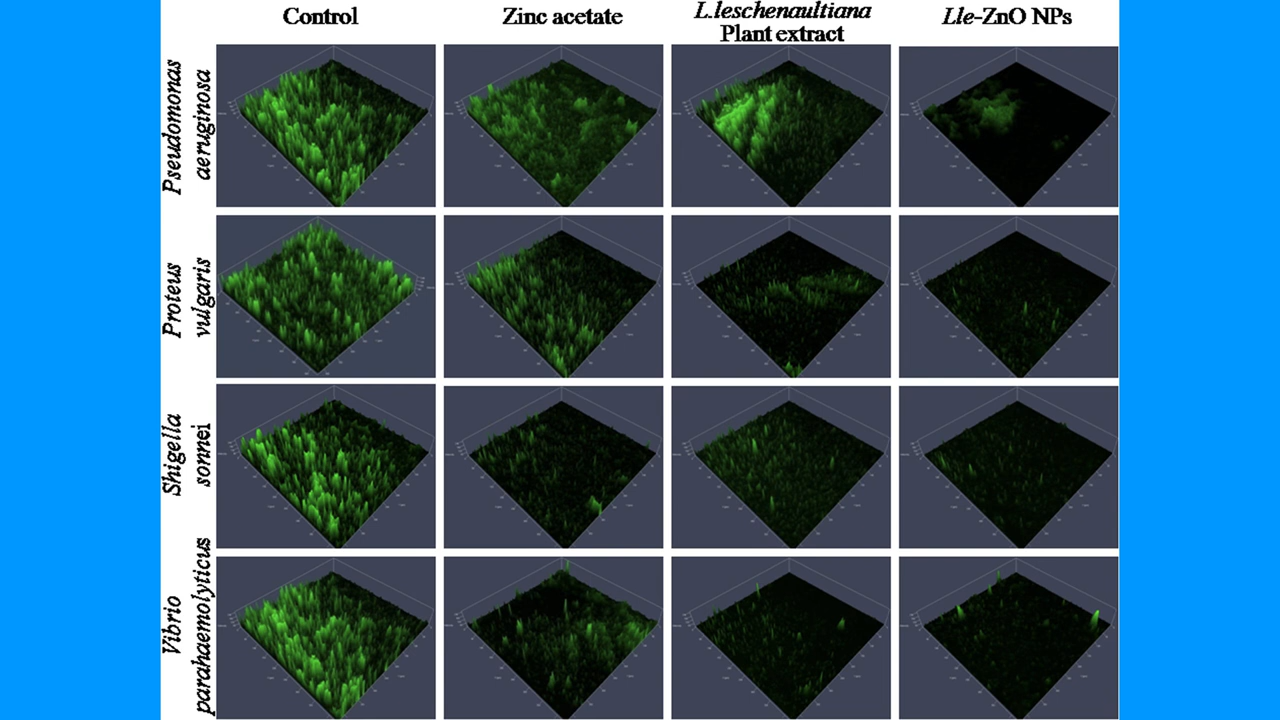 Control
Zinc acetate
L.leschenaultiana
Plant extract
Lle-ZnO NPs
Pseudomonas
aeruginosa
Proteus
vulgaris
Shigella
sonnei
Vibrio
parahaemolyticus